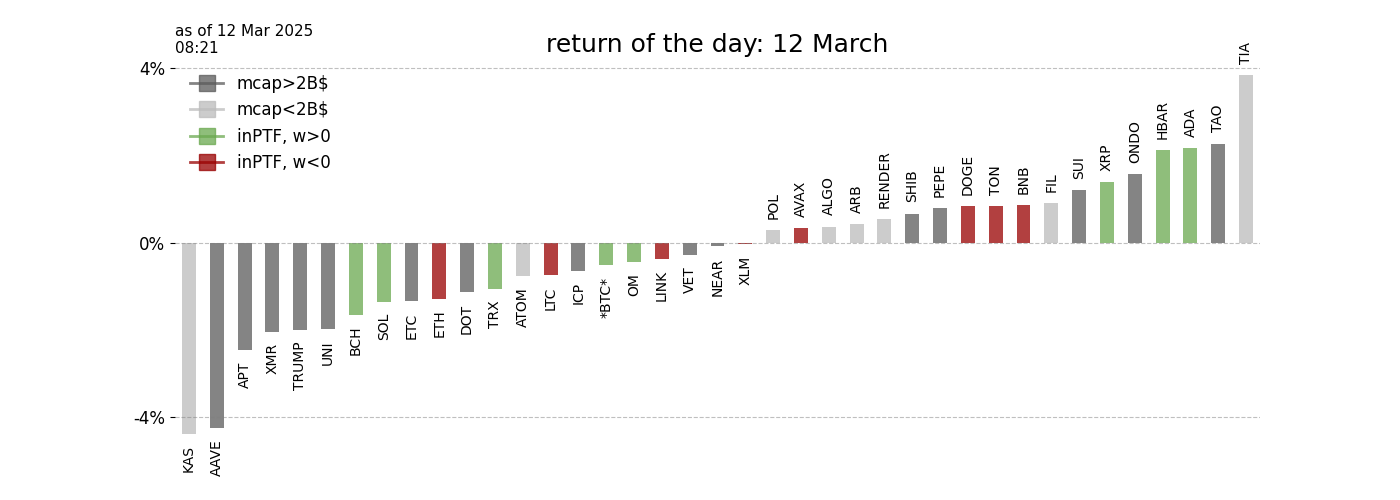 as of 12 Mar 2025
08:21
return of the day: 12 March
4%
0%
-4%
mcap>2B$
mcap<2B$
inPTF, w>0
inPTF, w<0
KAS
AAVE
APT
XMR
TRUMP
UNI
BCH
SOL
ETC
ETH
DOT
TRX
ATOM
LTC
ICP
*BTC*
OM
LINK
VET
NEAR
XLM
POL
AVAX
ALGO
ARB
RENDER
SHIB
PEPE
DOGE
TON
BNB
FIL
SUI
XRP
ONDO
HBAR
ADA
TAO
TIA